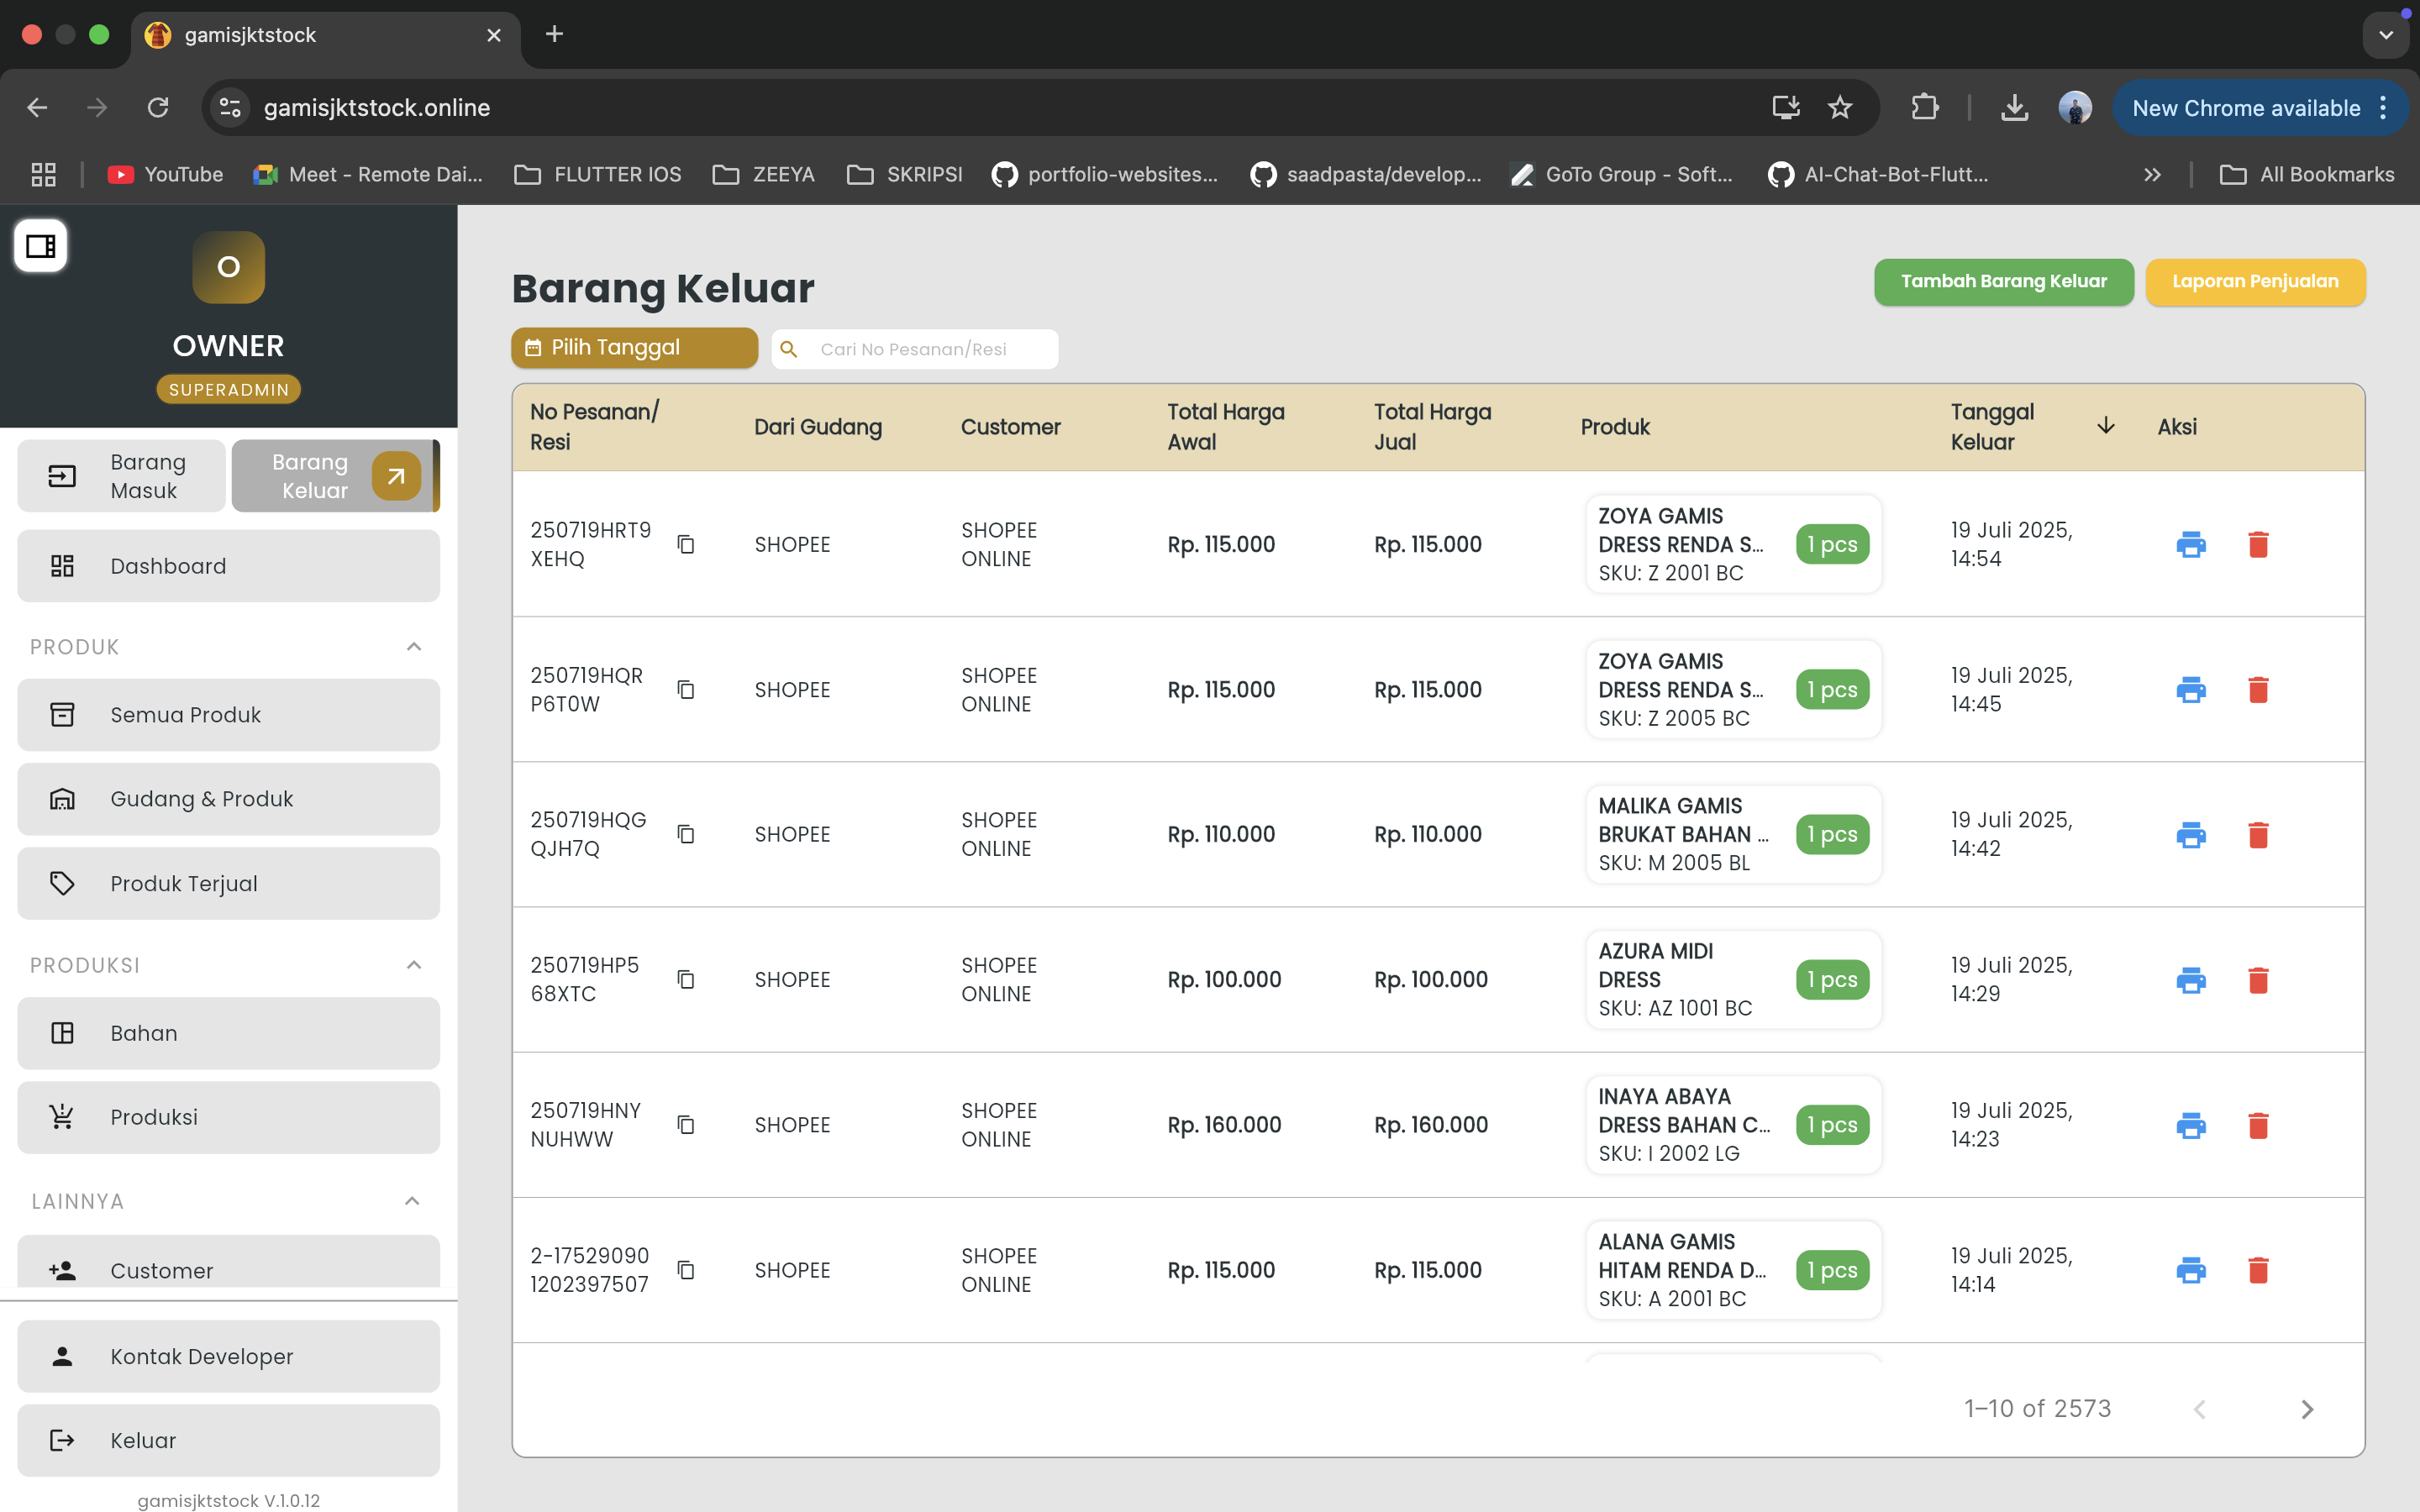 gamisjktstock
gamisjktstock.online
New Chrome available
YouTube
Meet - Remote Dai...
FLUTTER IOS
ZEEYA
SKRIPSI
portfolio-websites...
saadpasta/develop...
GoTo Group - Soft...
AI-Chat-Bot-Flutt...
All Bookmarks
O
OWNER
SUPERADMIN
Barang
Masuk
Barang
Keluar
Dashboard
PRODUK
Semua Produk
Gudang & Produk
Produk Terjual
PRODUKSI
Bahan
Produksi
LAINNYA
Customer
Kontak Developer
Keluar
gamisjktstock V.1.0.12
Barang Keluar
Tambah Barang Keluar
Laporan Penjualan
Pilih Tanggal
Cari No Pesanan/Resi
No Pesanan/
Resi
Dari Gudang
Customer
Total Harga
Awal
Total Harga
Jual
Produk
Tanggal
Keluar
Aksi
250719HRT9
XEHQ
SHOPEE
SHOPEE
ONLINE
Rp. 115.000
Rp. 115.000
ZOYA GAMIS
DRESS RENDA S...
SKU: Z 2001 BC
1 pcs
19 Juli 2025,
14:54
250719HQR
P6T0W
SHOPEE
SHOPEE
ONLINE
Rp. 115.000
Rp. 115.000
ZOYA GAMIS
DRESS RENDA S...
SKU: Z 2005 BC
1 pcs
19 Juli 2025,
14:45
250719HQG
QJH7Q
SHOPEE
SHOPEE
ONLINE
Rp. 110.000
Rp. 110.000
MALIKA GAMIS
BRUKAT BAHAN ...
SKU: M 2005 BL
1 pcs
19 Juli 2025,
14:42
250719HP5
68XTC
SHOPEE
SHOPEE
ONLINE
Rp. 100.000
Rp. 100.000
AZURA MIDI
DRESS
SKU: AZ 1001 BC
1 pcs
19 Juli 2025,
14:29
250719HNY
NUHWW
SHOPEE
SHOPEE
ONLINE
Rp. 160.000
Rp. 160.000
INAYA ABAYA
DRESS BAHAN C...
SKU: I 2002 LG
1 pcs
19 Juli 2025,
14:23
2-17529090
1202397507
SHOPEE
SHOPEE
ONLINE
Rp. 115.000
Rp. 115.000
ALANA GAMIS
HITAM RENDA D...
SKU: A 2001 BC
1 pcs
19 Juli 2025,
14:14
1–10 of 2573